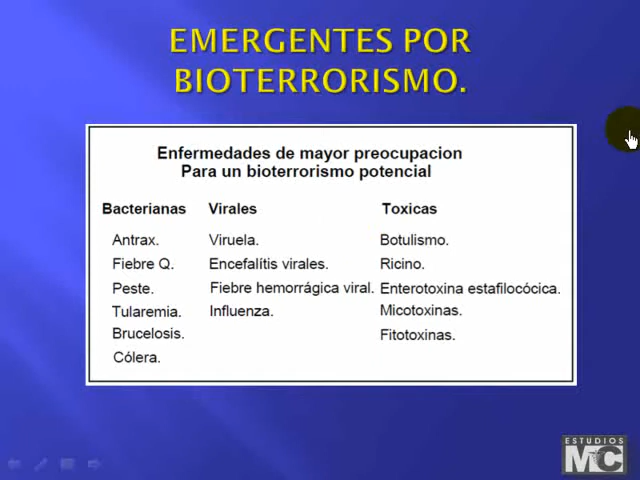 EMERGENTES POR
BIOTERRORISMO.
Enfermedades de mayor preocupacion
Para un bioterrorismo potencial
Bacterianas Virales Toxicas
Antrax. Viruela. Botulismo.
Fiebre Q. Encefalítis virales. Ricino.
Peste. Fiebre hemorrágica viral. Enterotoxina estafilocócica.
Tularemia. Influenza. Micotoxinas.
Brucelosis. Fitotoxinas.
Cólera.
ESTUDIOS
MC